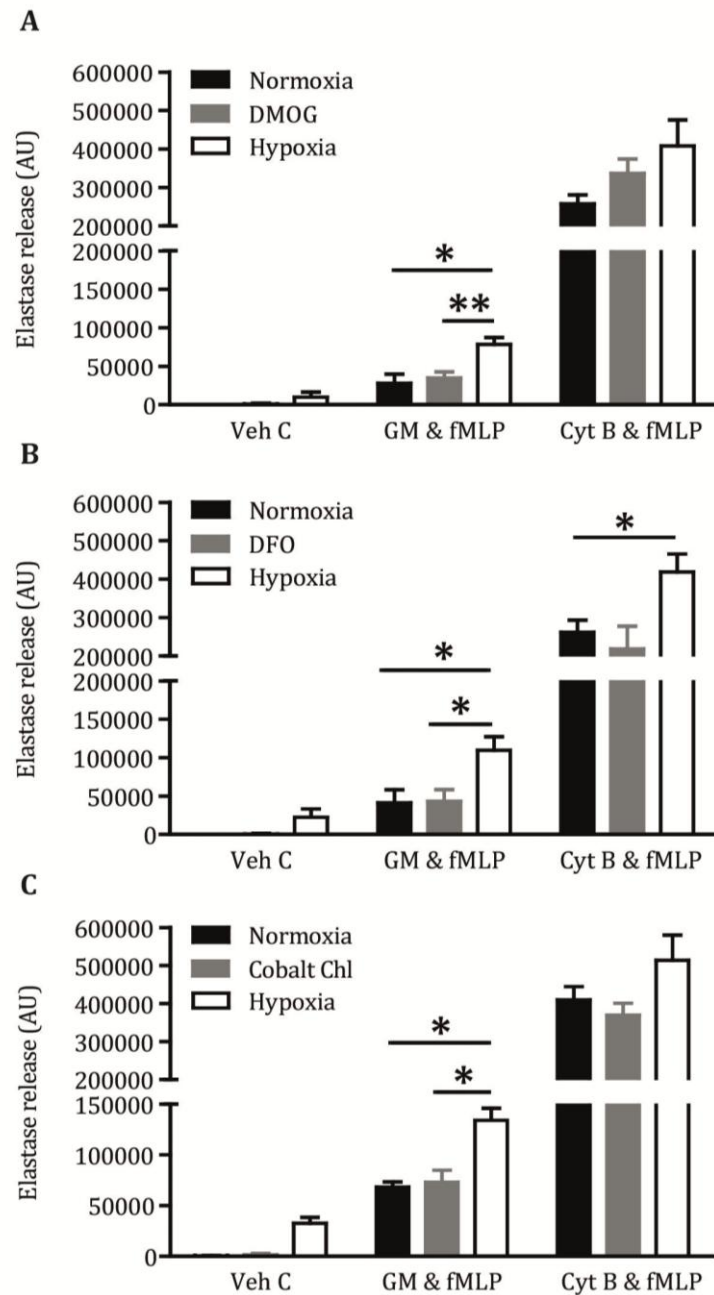 A
Elastase release (AU)
600000
500000
400000
300000
200000
200000
150000
100000
50000
0
Normoxia
DMOG
Hypoxia
*
**
Veh C
GM & fMLP
Cyt B & fMLP
B
Elastase release (AU)
600000
500000
400000
300000
200000
200000
150000
100000
50000
0
Normoxia
DFO
Hypoxia
*
*
*
Veh C
GM & fMLP
Cyt B & fMLP
C
Elastase release (AU)
600000
500000
400000
300000
200000
150000
100000
50000
0
Normoxia
Cobalt Chl
Hypoxia
*
*
Veh C
GM & fMLP
Cyt B & fMLP